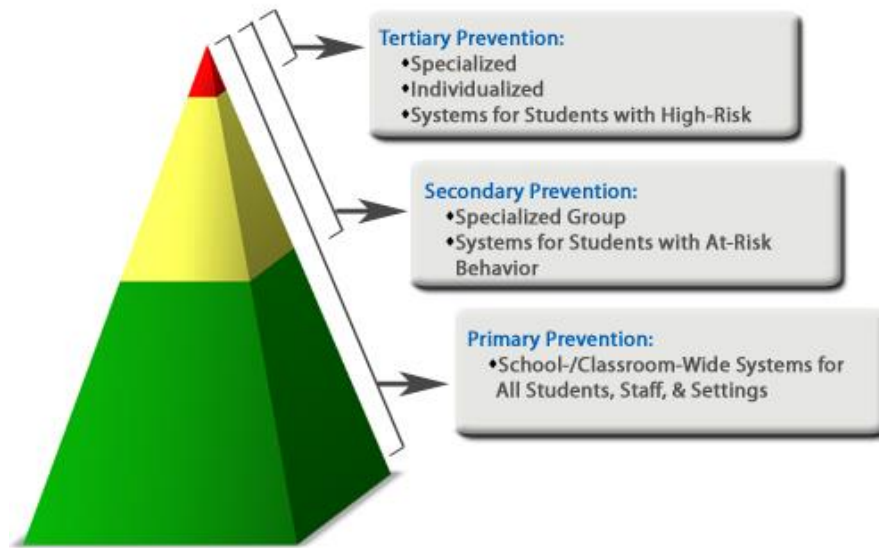 Tertiary Prevention:
♦Specialized
♦Individualized
♦Systems for Students with High-Risk
Secondary Prevention:
♦Specialized Group
♦Systems for Students with At-Risk
Behavior
Primary Prevention:
♦School-/Classroom-Wide Systems for
All Students, Staff, & Settings